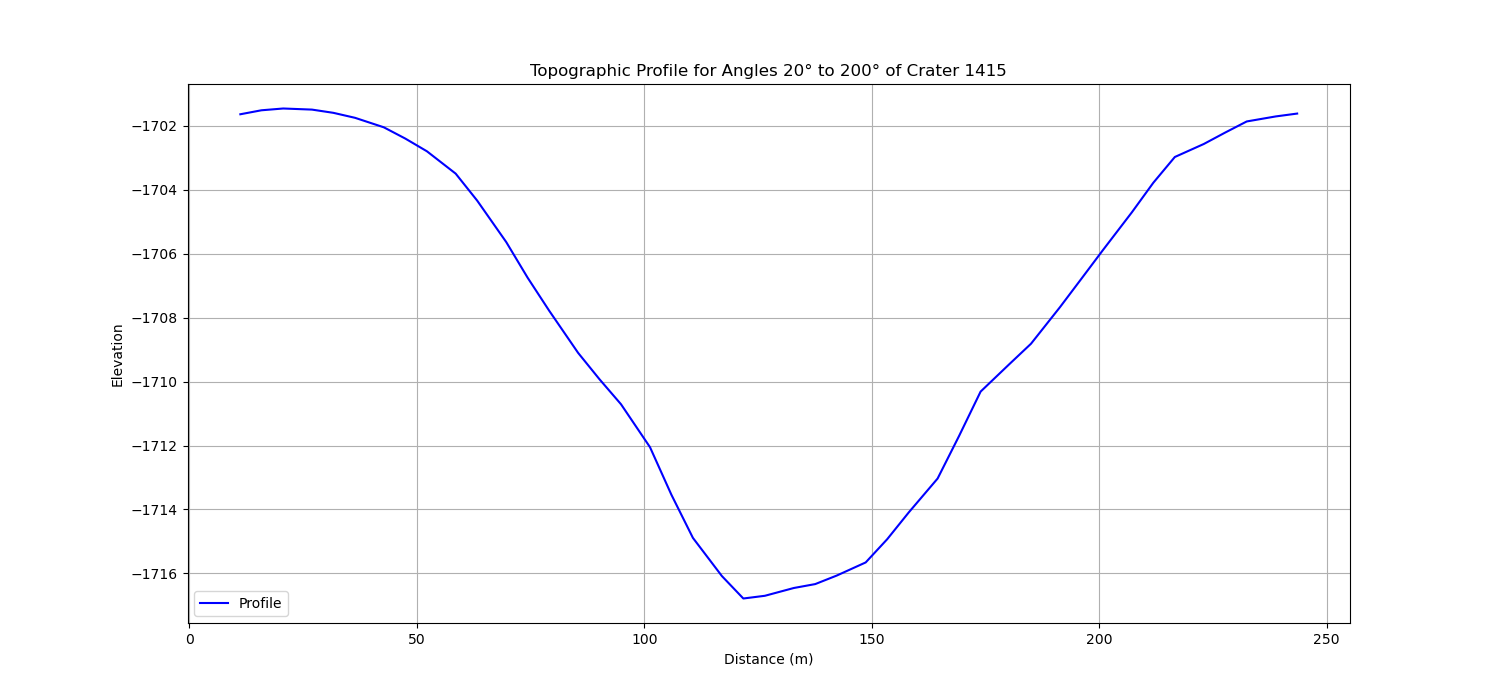 Topographic Profile for Angles 20° to 200° of Crater 1415
Elevation
−1702
−1704
−1706
−1708
−1710
−1712
−1714
−1716
Profile
0 50 100 150 200 250
Distance (m)